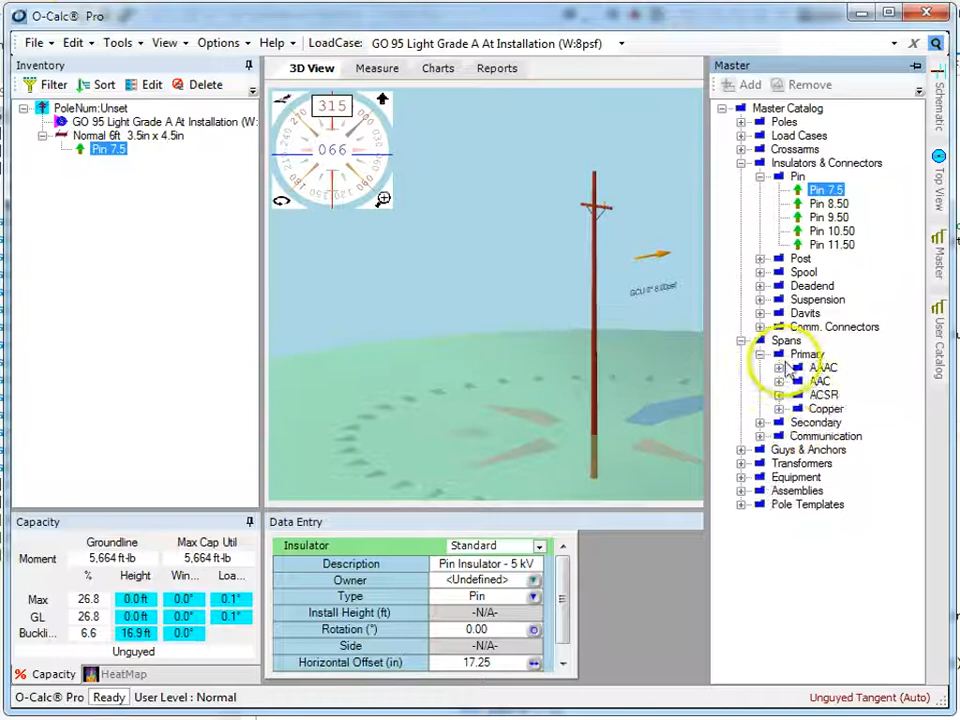 O-Calc® Pro
File Edit Tools View Options Help LoadCase: GO 95 Light Grade A At Installation (W:8psf) X
Inventory
Filter Sort Edit Delete
PoleNum:Unset
GO 95 Light Grade A At Installation (W:
Normal 6ft 3.5in x 4.5in
Pin 7.5
3D View Measure Charts Reports
315
066
GCU 0° 8.00psf
Master
Add Remove
Master Catalog
Poles
Load Cases
Crossarms
Insulators & Connectors
Pin
Pin 7.5
Pin 8.50
Pin 9.50
Pin 10.50
Pin 11.50
Post
Spool
Deadend
Suspension
Davits
Comm. Connectors
Spans
Primary
AAAC
AAC
ACSR
Copper
Secondary
Communication
Guys & Anchors
Transformers
Equipment
Assemblies
Pole Templates
Schematic
Top View
Master
User Catalog
Capacity
Groundline Max Cap Util
Moment 5,664 ft-lb 5,664 ft-lb
% Height Win... Loa...
Max 26.8 0.0 ft 0.0° 0.1°
GL 26.8 0.0 ft 0.0° 0.1°
Buckli... 6.6 16.9 ft 0.0°
Unguyed
Capacity HeatMap
Data Entry
Insulator Standard
Description Pin Insulator - 5 kV
Owner <Undefined>
Type Pin
Install Height (ft) -N/A-
Rotation (°) 0.00
Side -N/A-
Horizontal Offset (in) 17.25
O-Calc® Pro Ready User Level : Normal Unguyed Tangent (Auto)